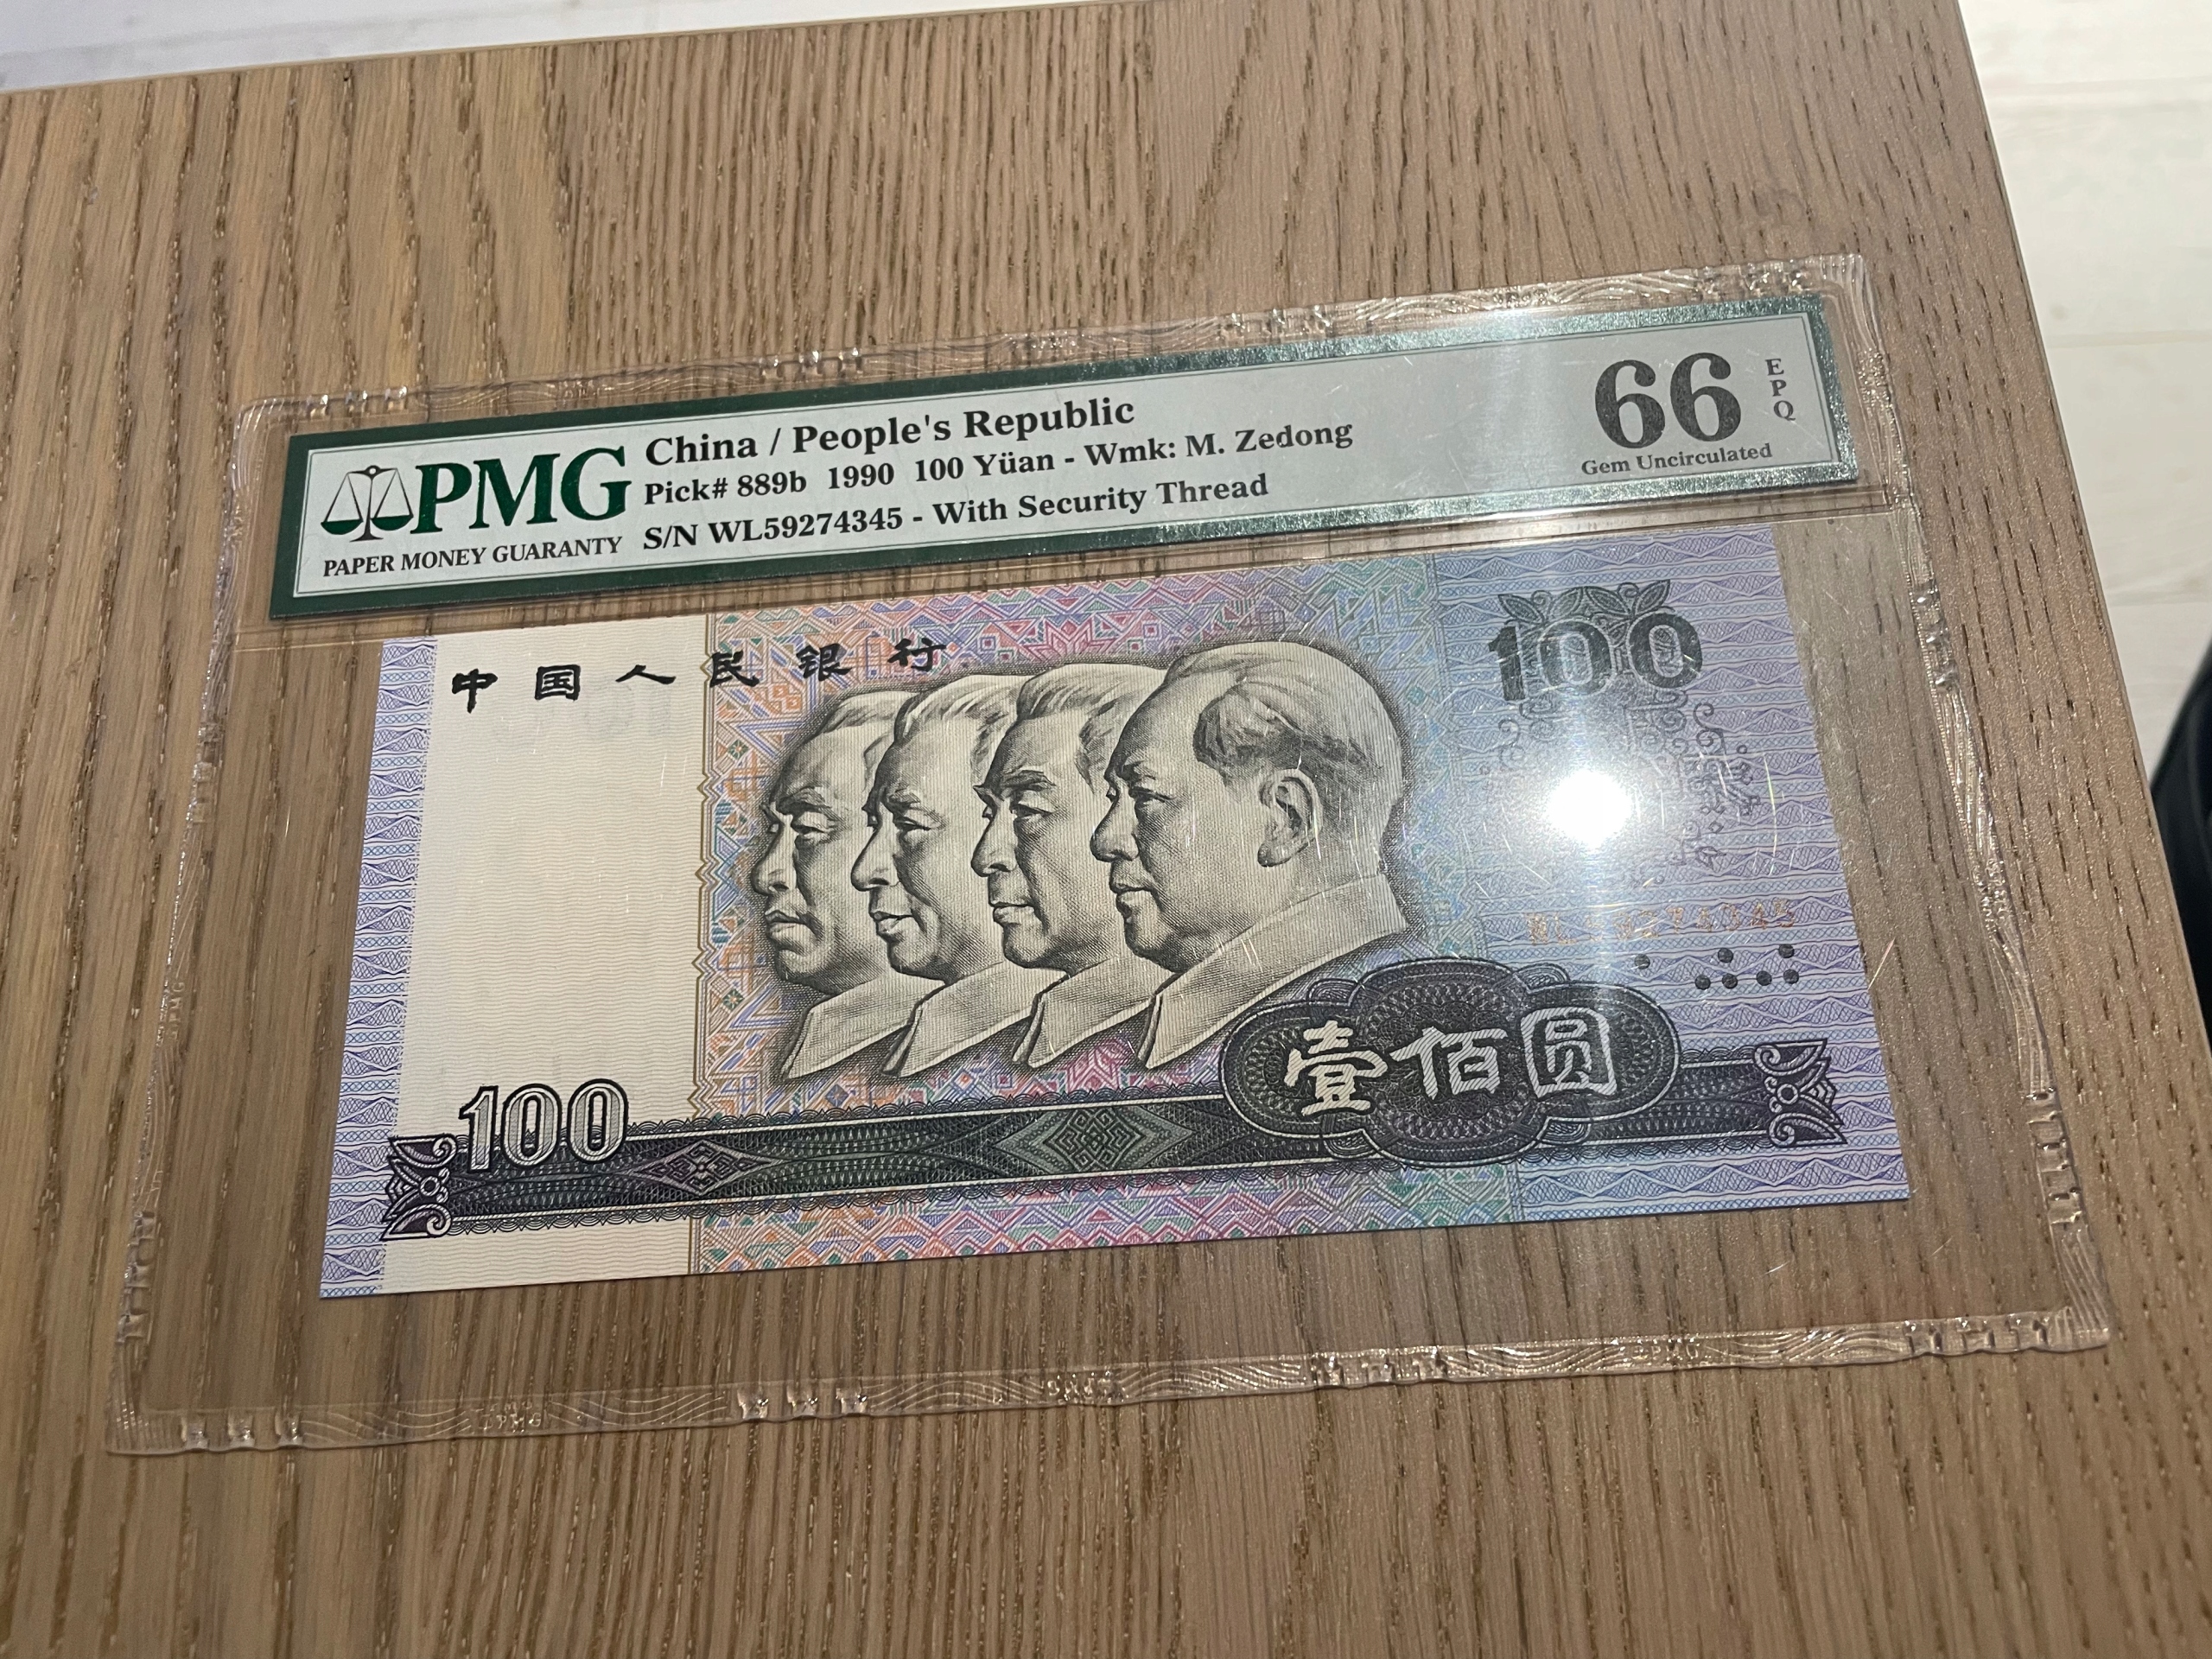 PMG
PAPER MONEY GUARANTY
China / People's Republic
Pick# 889b 1990 100 Yüan - Wmk: M. Zedong
S/N WL59274345 - With Security Thread
66
EPQ
Gem Uncirculated
中国人民银行
100
WL59274345
100
壹佰圆